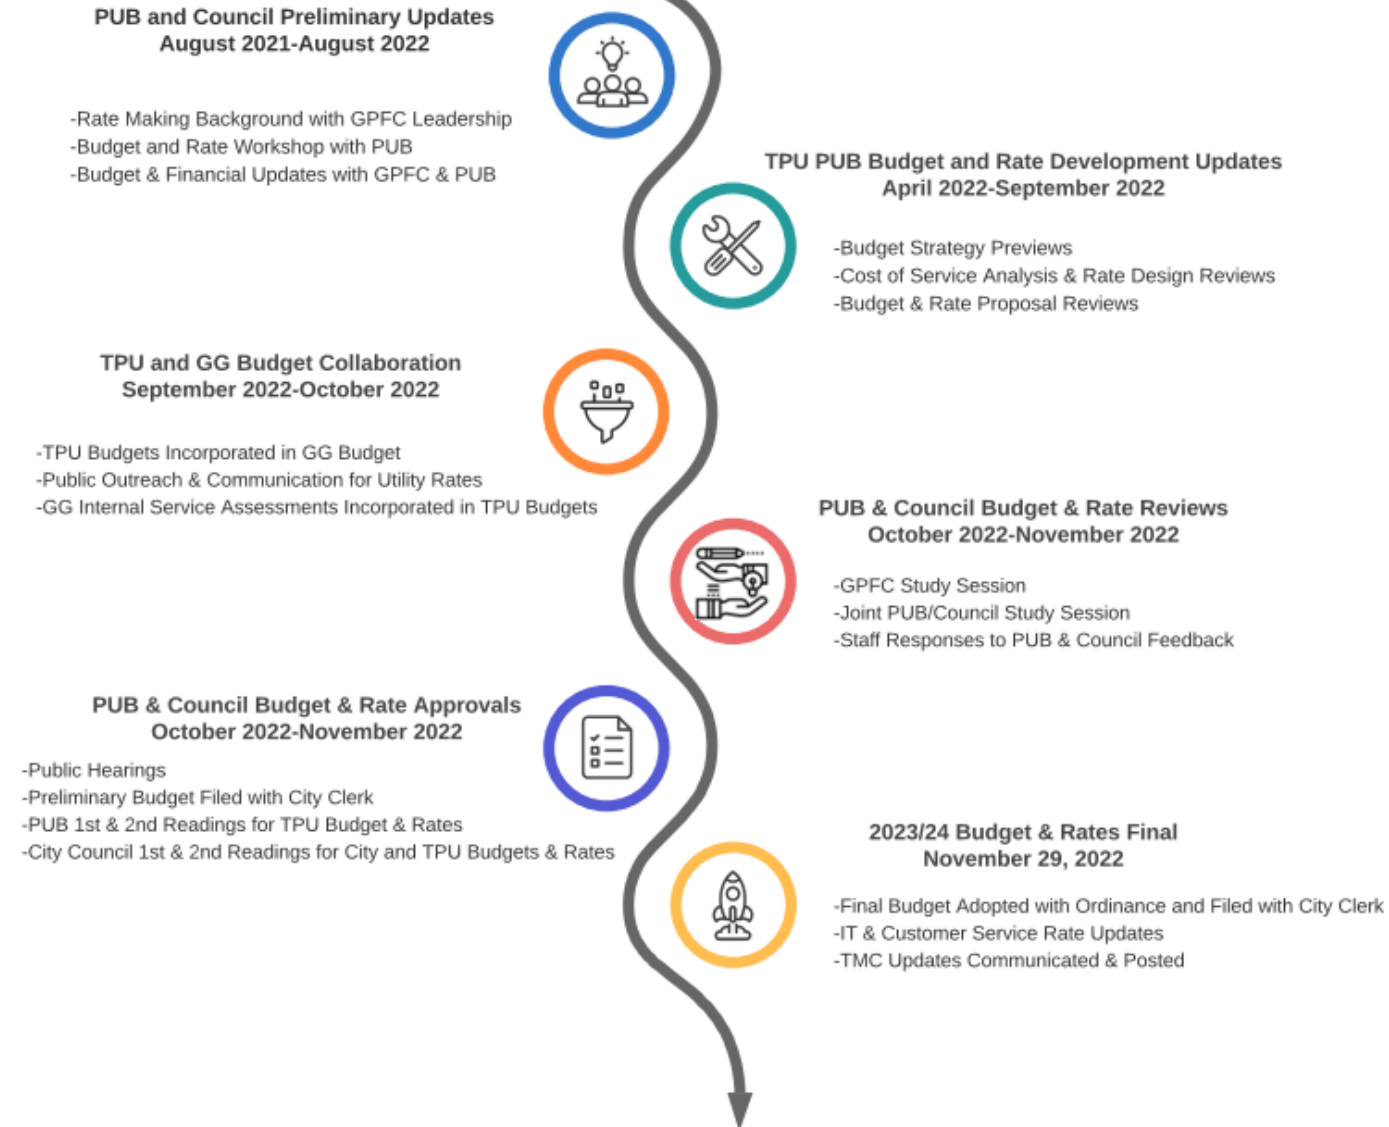 PUB and Council Preliminary Updates
August 2021-August 2022
-Rate Making Background with GPFC Leadership
-Budget and Rate Workshop with PUB
-Budget & Financial Updates with GPFC & PUB
TPU PUB Budget and Rate Development Updates
April 2022-September 2022
-Budget Strategy Previews
-Cost of Service Analysis & Rate Design Reviews
-Budget & Rate Proposal Reviews
TPU and GG Budget Collaboration
September 2022-October 2022
-TPU Budgets Incorporated in GG Budget
-Public Outreach & Communication for Utility Rates
-GG Internal Service Assessments Incorporated in TPU Budgets
PUB & Council Budget & Rate Reviews
October 2022-November 2022
-GPFC Study Session
-Joint PUB/Council Study Session
-Staff Responses to PUB & Council Feedback
PUB & Council Budget & Rate Approvals
October 2022-November 2022
-Public Hearings
-Preliminary Budget Filed with City Clerk
-PUB 1st & 2nd Readings for TPU Budget & Rates
-City Council 1st & 2nd Readings for City and TPU Budgets & Rates
2023/24 Budget & Rates Final
November 29, 2022
-Final Budget Adopted with Ordinance and Filed with City Clerk
-IT & Customer Service Rate Updates
-TMC Updates Communicated & Posted